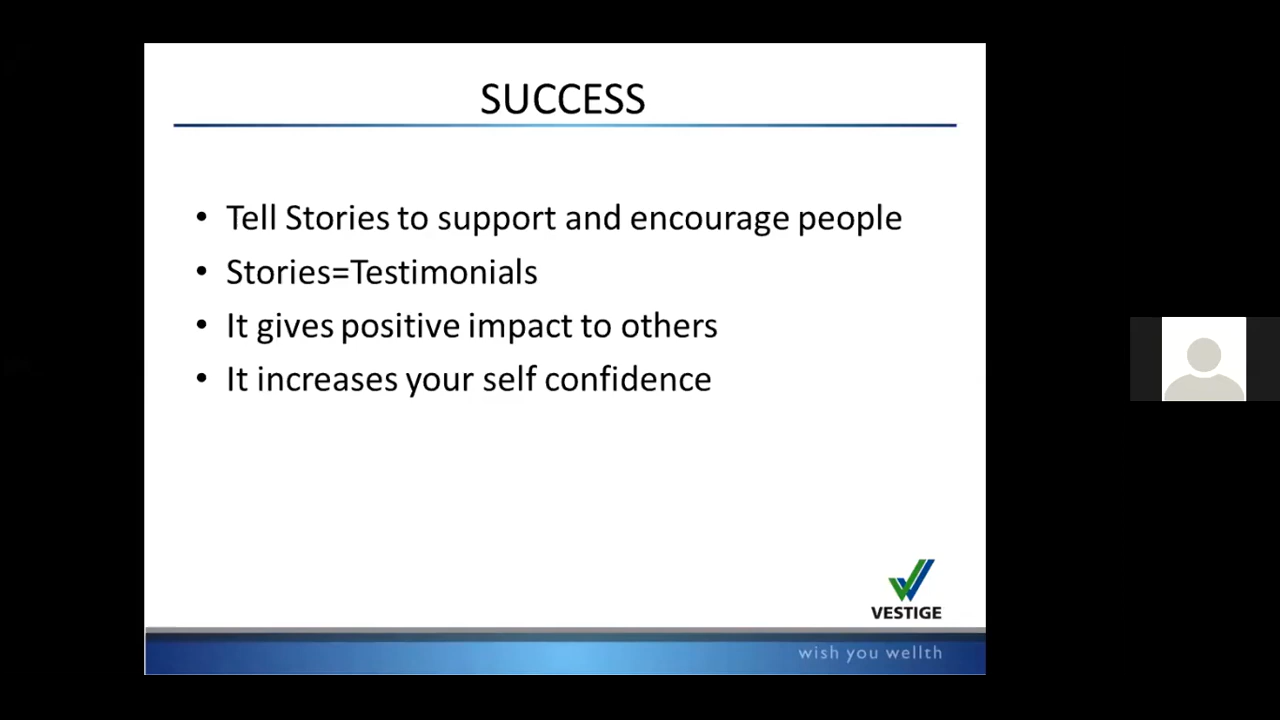 SUCCESS
• Tell Stories to support and encourage people
• Stories=Testimonials
• It gives positive impact to others
• It increases your self confidence
VESTIGE
wish you wellth